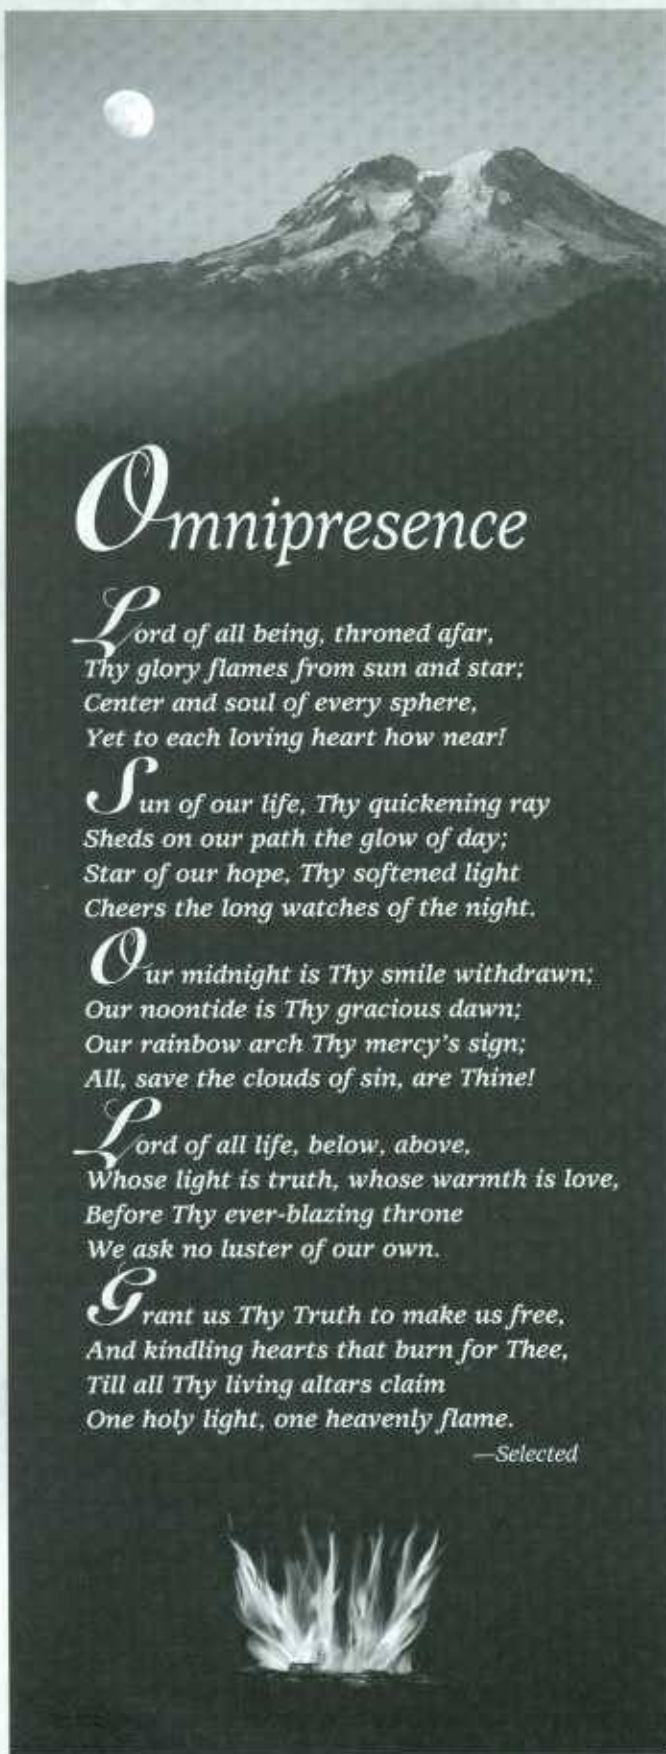 Omnipresence
Lord of all being, throned afar,
Thy glory flames from sun and star;
Center and soul of every sphere,
Yet to each loving heart how near!
Sun of our life, Thy quickening ray
Sheds on our path the glow of day;
Star of our hope, Thy softened light
Cheers the long watches of the night.
Our midnight is Thy smile withdrawn;
Our noontide is Thy gracious dawn;
Our rainbow arch Thy mercy's sign;
All, save the clouds of sin, are Thine!
Lord of all life, below, above,
Whose light is truth, whose warmth is love,
Before Thy ever-blazing throne
We ask no luster of our own.
Grant us Thy Truth to make us free,
And kindling hearts that burn for Thee,
Till all Thy living altars claim
One holy light, one heavenly flame.
—Selected